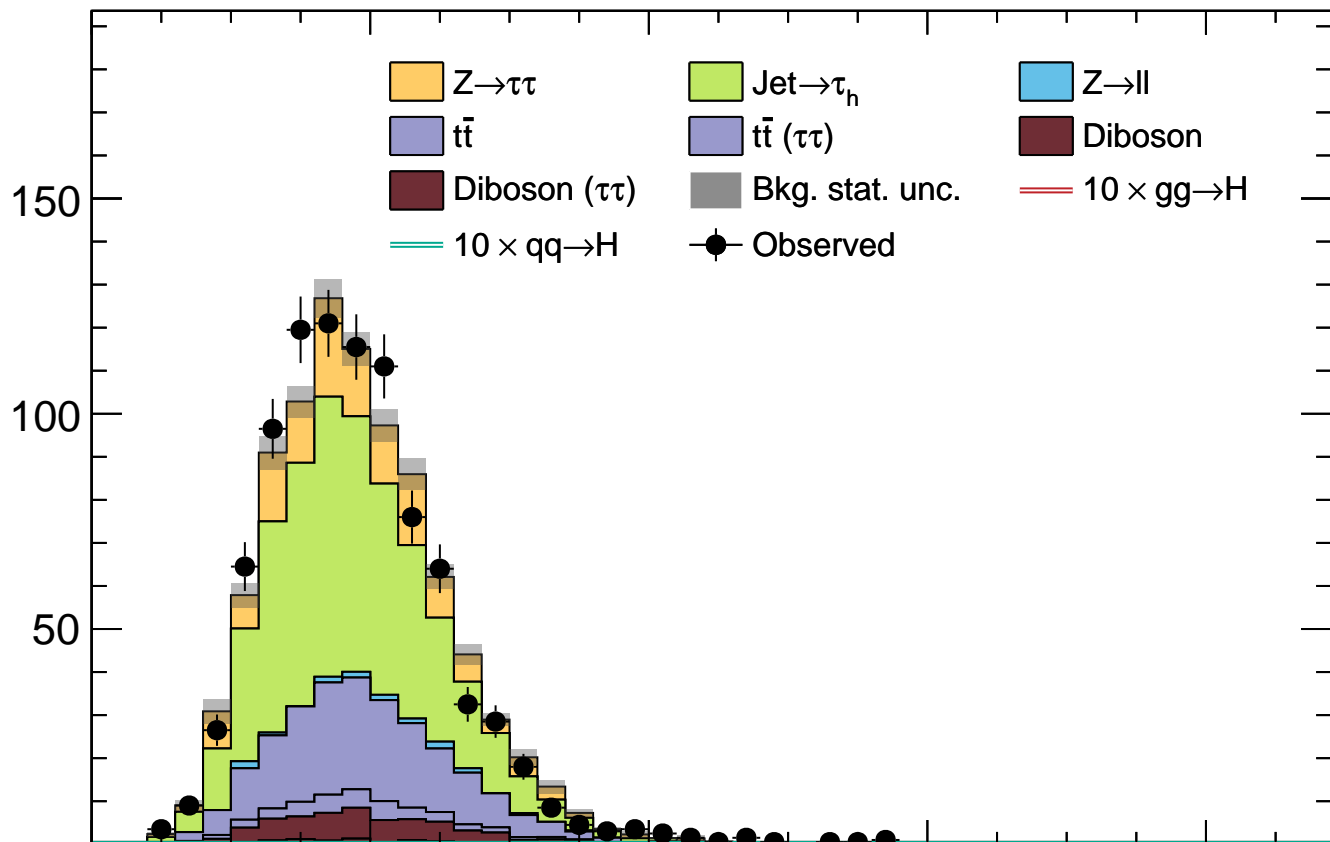 Z→ττ Jet→τh Z→ll
tt̄ tt̄ (ττ) Diboson
150
Diboson (ττ) Bkg. stat. unc. 10 × gg→H
10 × qq→H Observed
100
50